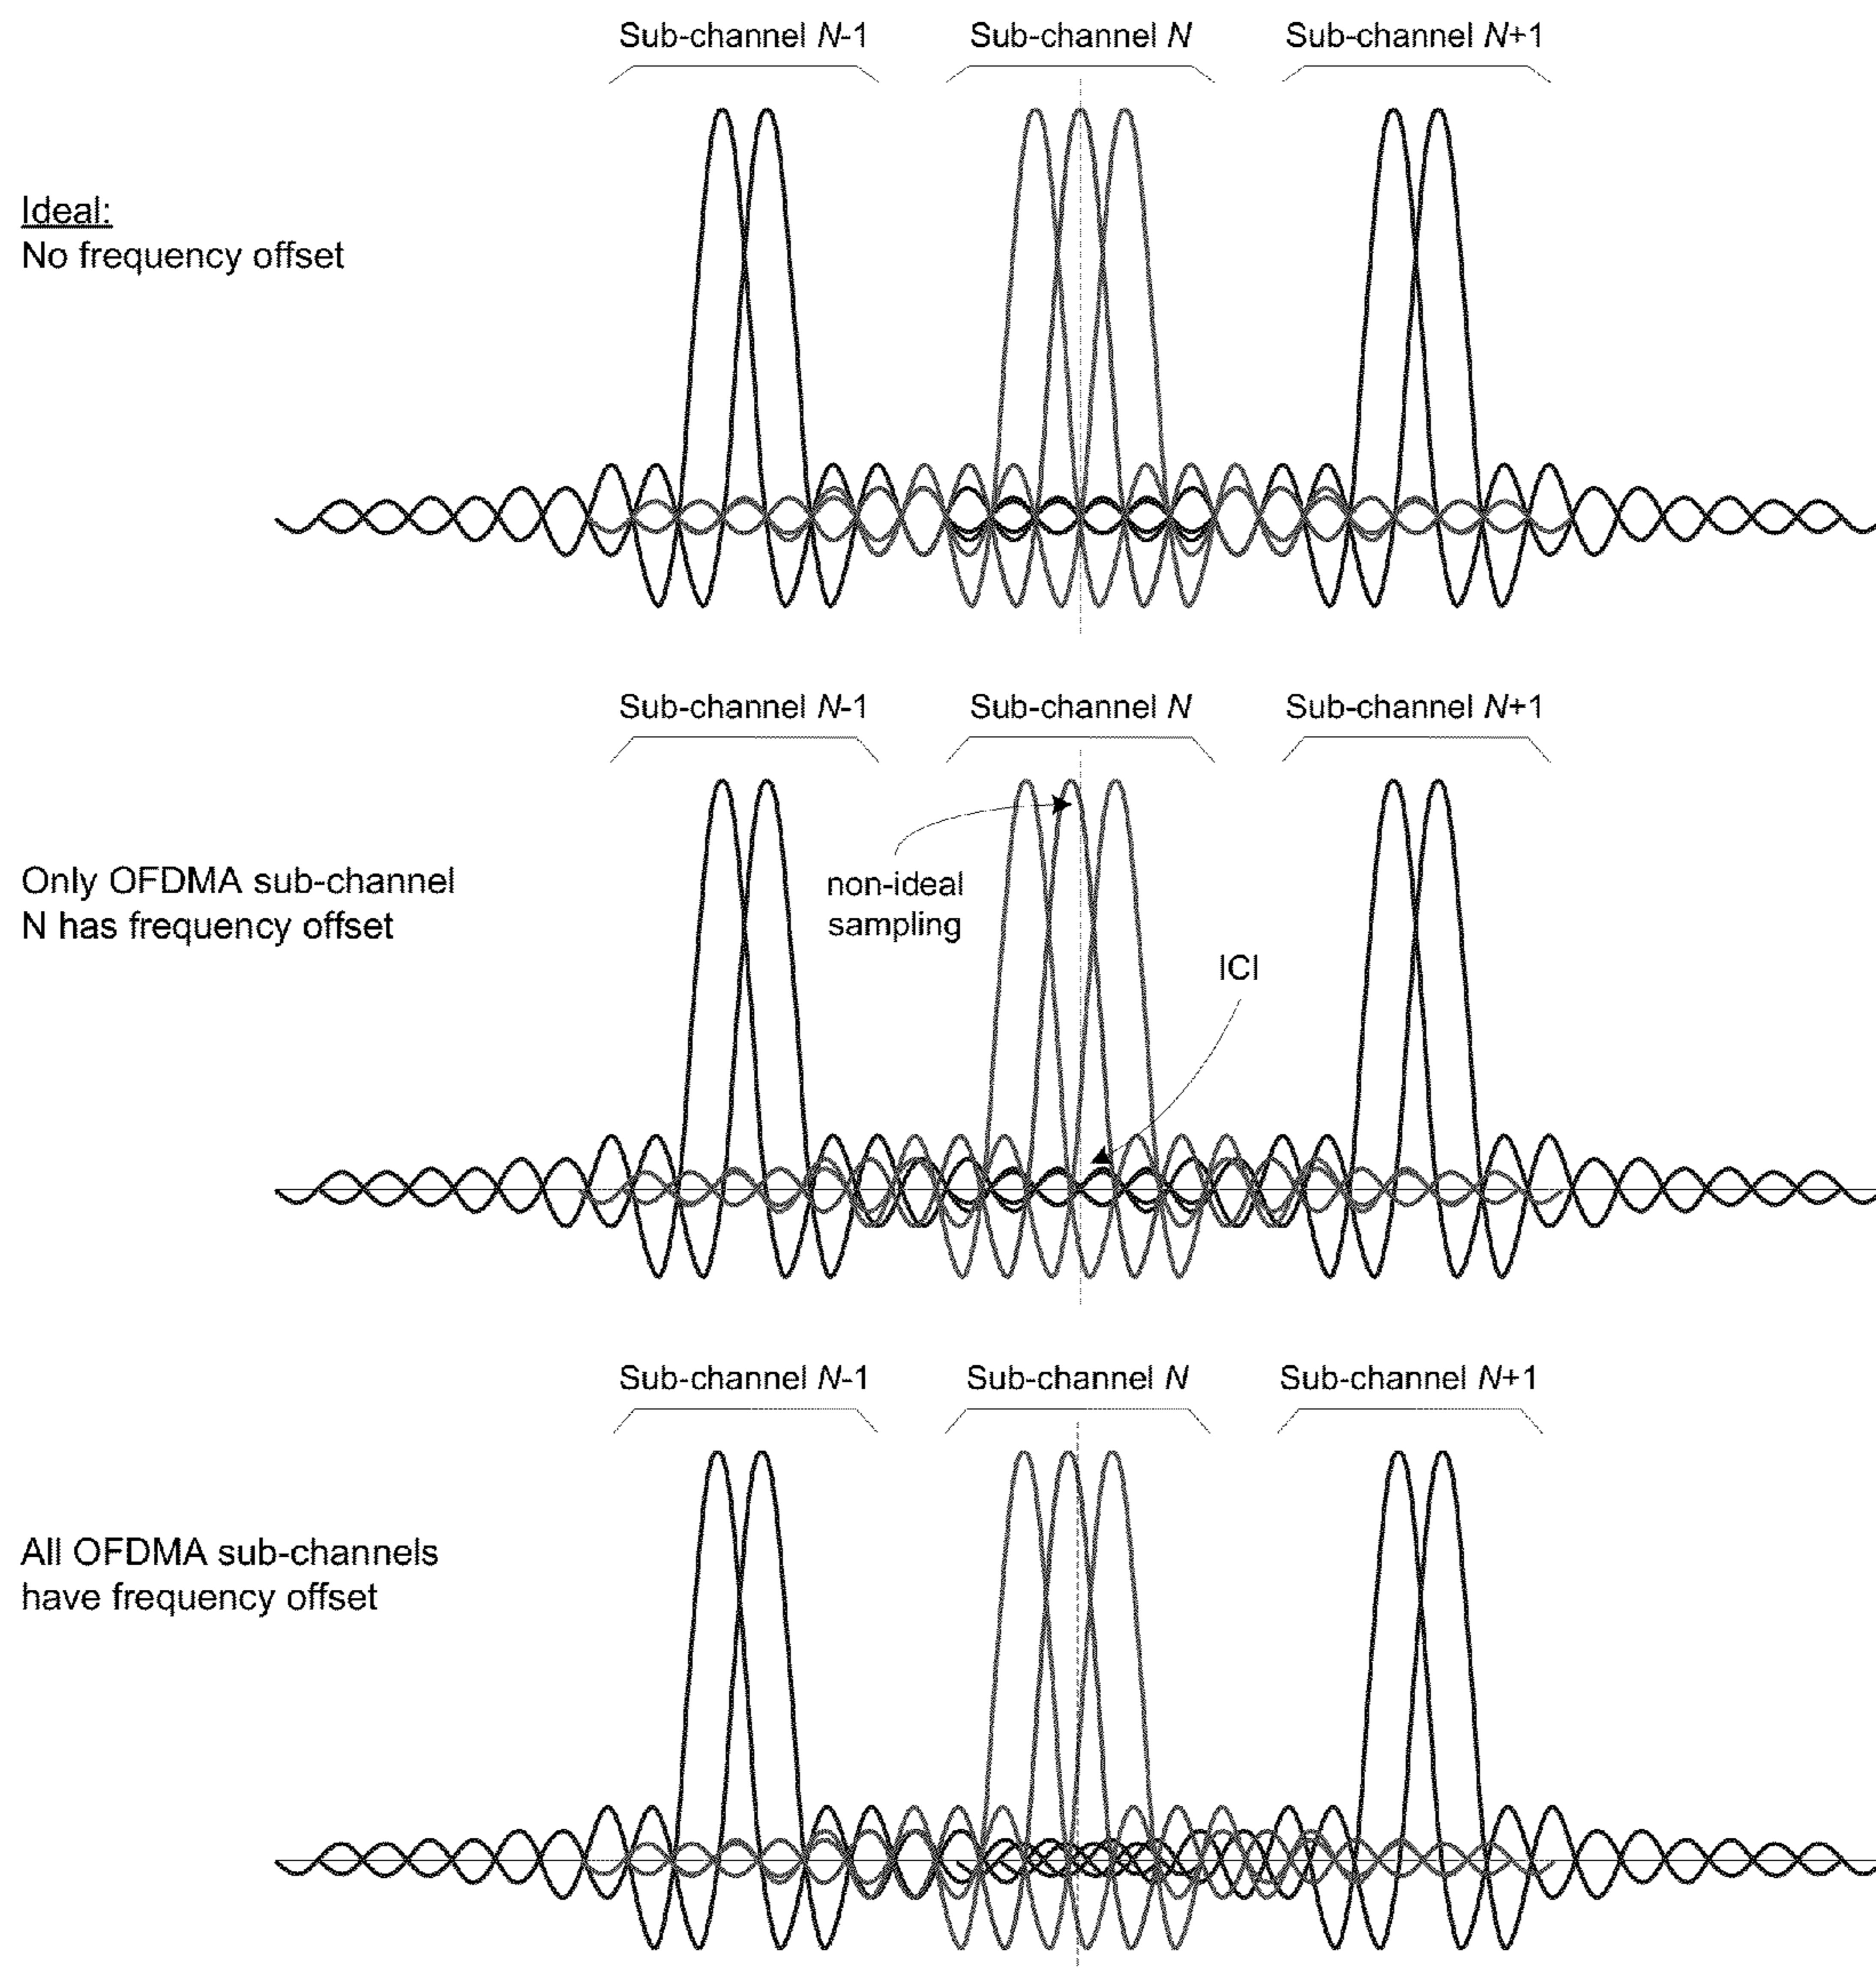 Sub-channel N-1
Sub-channel N
Sub-channel N+1
Ideal:
No frequency offset
Sub-channel N-1
Sub-channel N
Sub-channel N+1
Only OFDMA sub-channel
N has frequency offset
non-ideal
sampling
ICI
Sub-channel N-1
Sub-channel N
Sub-channel N+1
All OFDMA sub-channels
have frequency offset